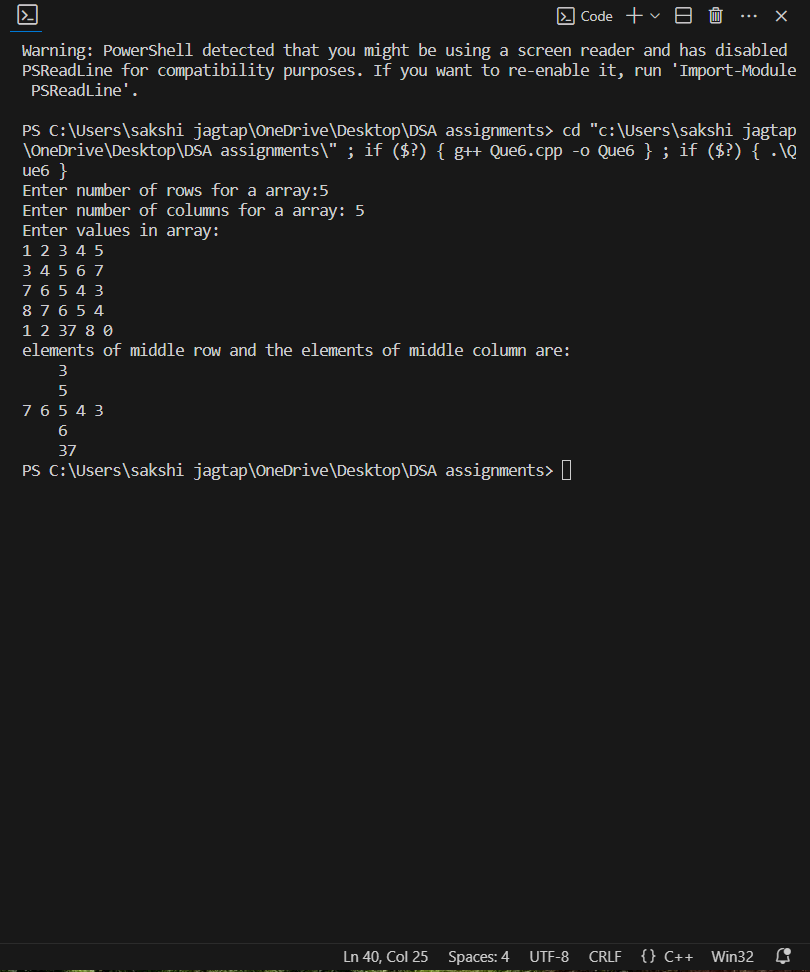 Code
Warning: PowerShell detected that you might be using a screen reader and has disabled
PSReadLine for compatibility purposes. If you want to re-enable it, run 'Import-Module
 PSReadLine'.
PS C:\Users\sakshi jagtap\OneDrive\Desktop\DSA assignments> cd "c:\Users\sakshi jagtap
\OneDrive\Desktop\DSA assignments\" ; if ($?) { g++ Que6.cpp -o Que6 } ; if ($?) { .\Q
ue6 }
Enter number of rows for a array:5
Enter number of columns for a array: 5
Enter values in array:
1 2 3 4 5
3 4 5 6 7
7 6 5 4 3
8 7 6 5 4
1 2 37 8 0
elements of middle row and the elements of middle column are:
    3
    5
7 6 5 4 3
    6
    37
PS C:\Users\sakshi jagtap\OneDrive\Desktop\DSA assignments>
Ln 40, Col 25 Spaces: 4 UTF-8 CRLF {} C++ Win32